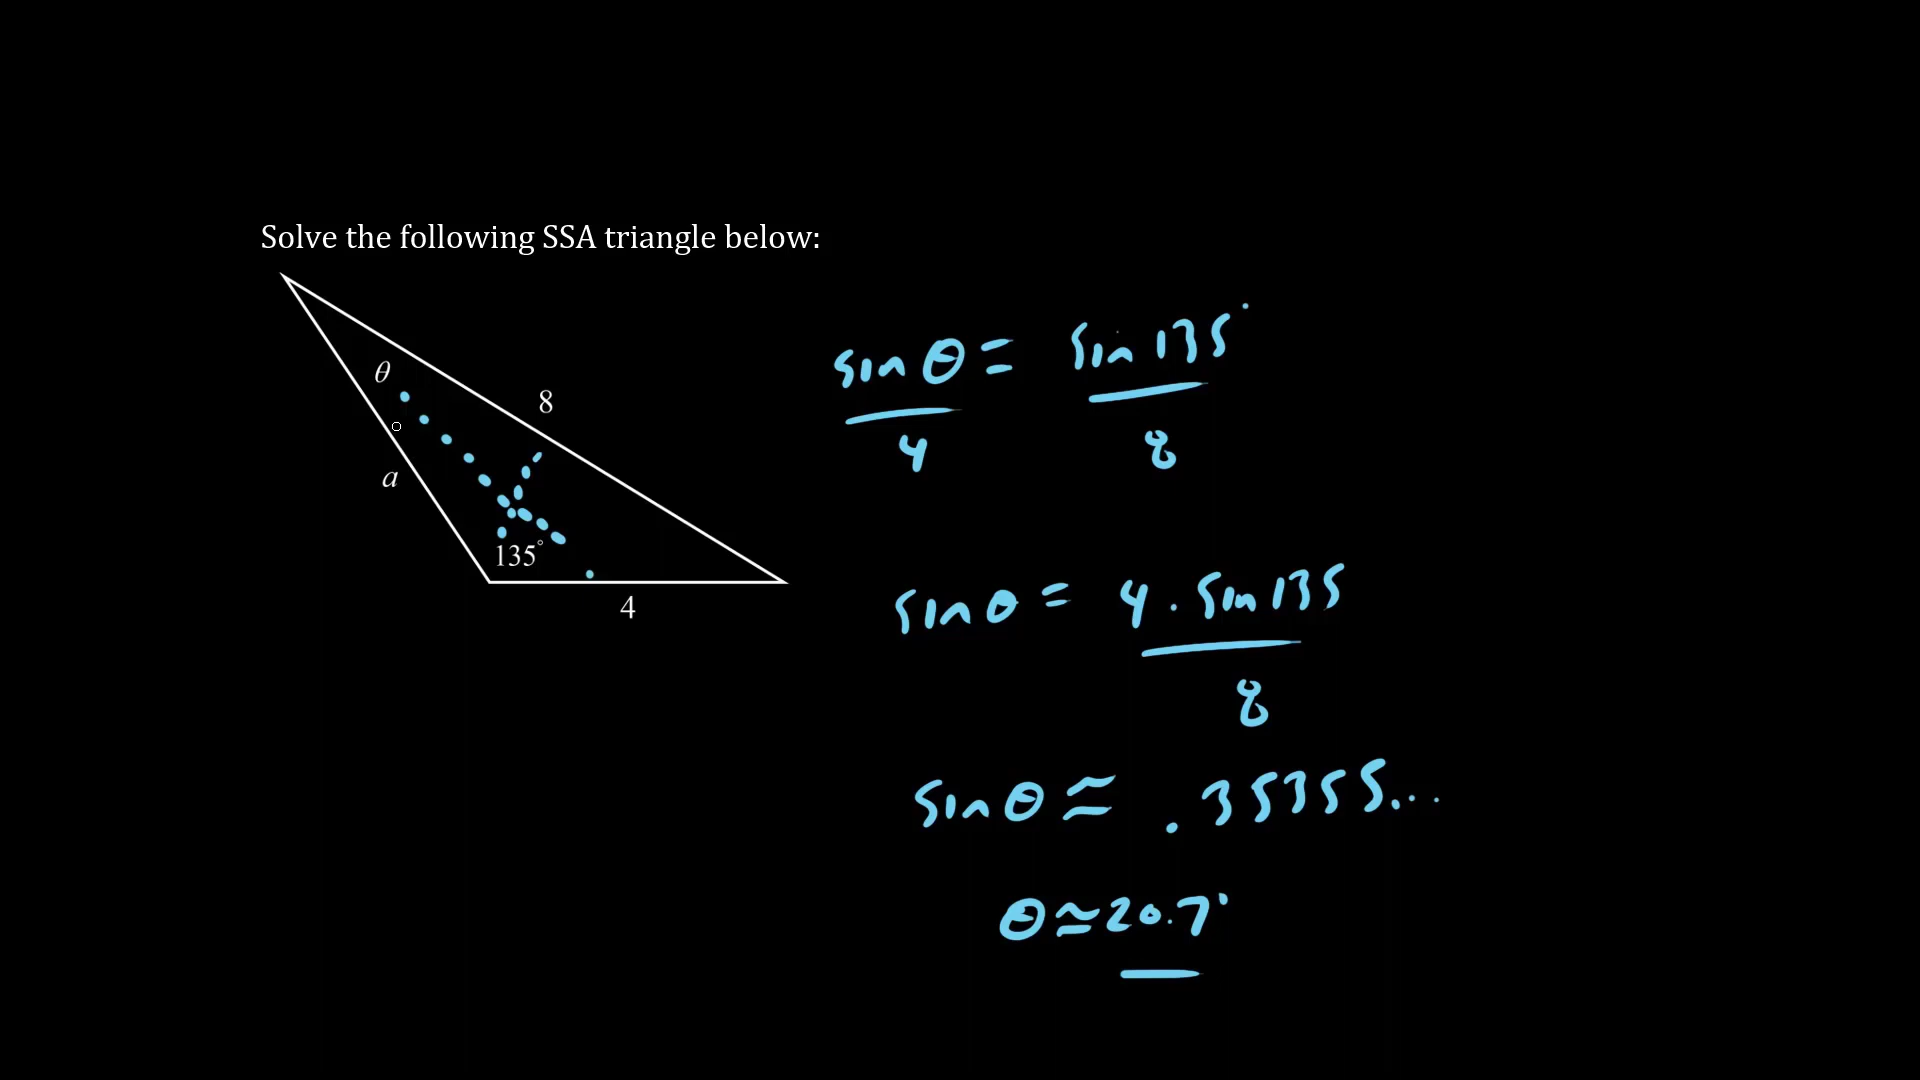 Solve the following SSA triangle below:
θ
8
a
135°
4
sin θ = sin 135°
4 8
sin θ = 4 · sin 135
8
sin θ ≃ .35355...
θ ≃ 20.7°